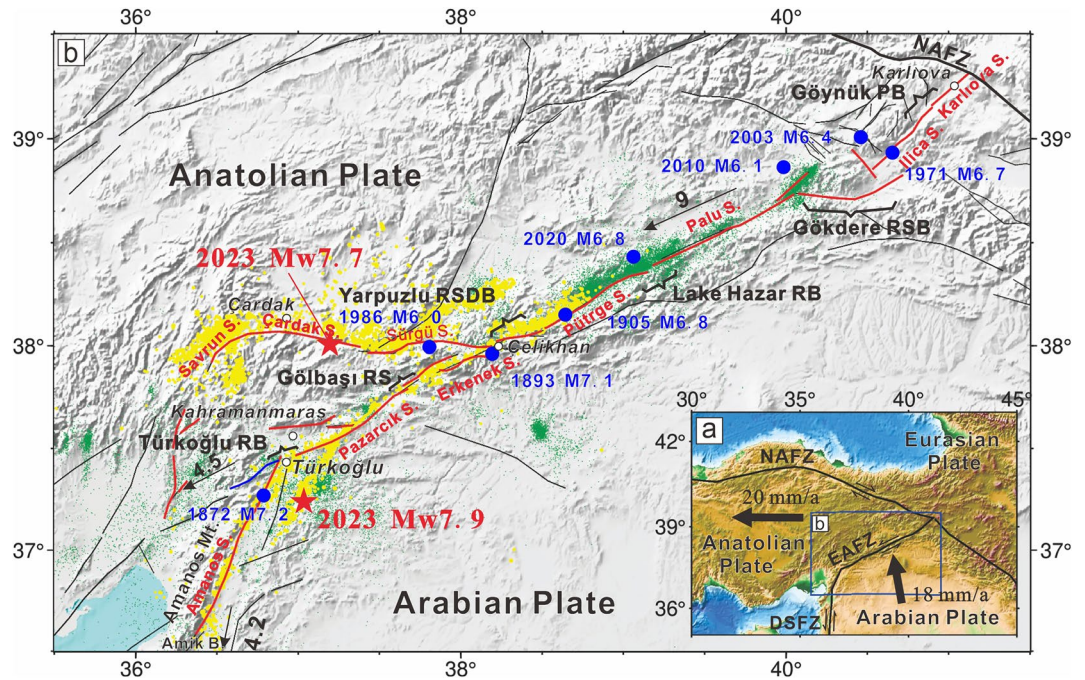 36°
38°
40°
b
NAFZ
Karlıova
Göynük PB
Karlıova S.
39°
2003 M6. 4
39°
Ilica S.
2010 M6. 1
1971 M6. 7
Anatolian Plate
9
Palu S.
Gökdere RSB
2020 M6. 8
2023 Mw7. 7
Lake Hazar RB
Yarpuzlu RSDB
Çardak
Pütrge S.
1986 M6. 0
1905 M6. 8
Savrun S.
Çardak S.
Sürgü S.
38°
Çelikhan
38°
Gölbaşı RS
Erkenek S.
1893 M7. 1
Kahramanmaras
Pazarcık S.
Türkoğlu RB
4.5
Türkoğlu
1872 M7. 2
2023 Mw7. 9
37°
37°
Amanos Mt.
Amanos S.
Arabian Plate
Amik B
4.2
36°
38°
40°
30°
35°
40°
45°
a
42°
Eurasian
Plate
NAFZ
20 mm/a
39°
b
Anatolian
Plate
EAFZ
18 mm/a
36°
Arabian Plate
DSFZ